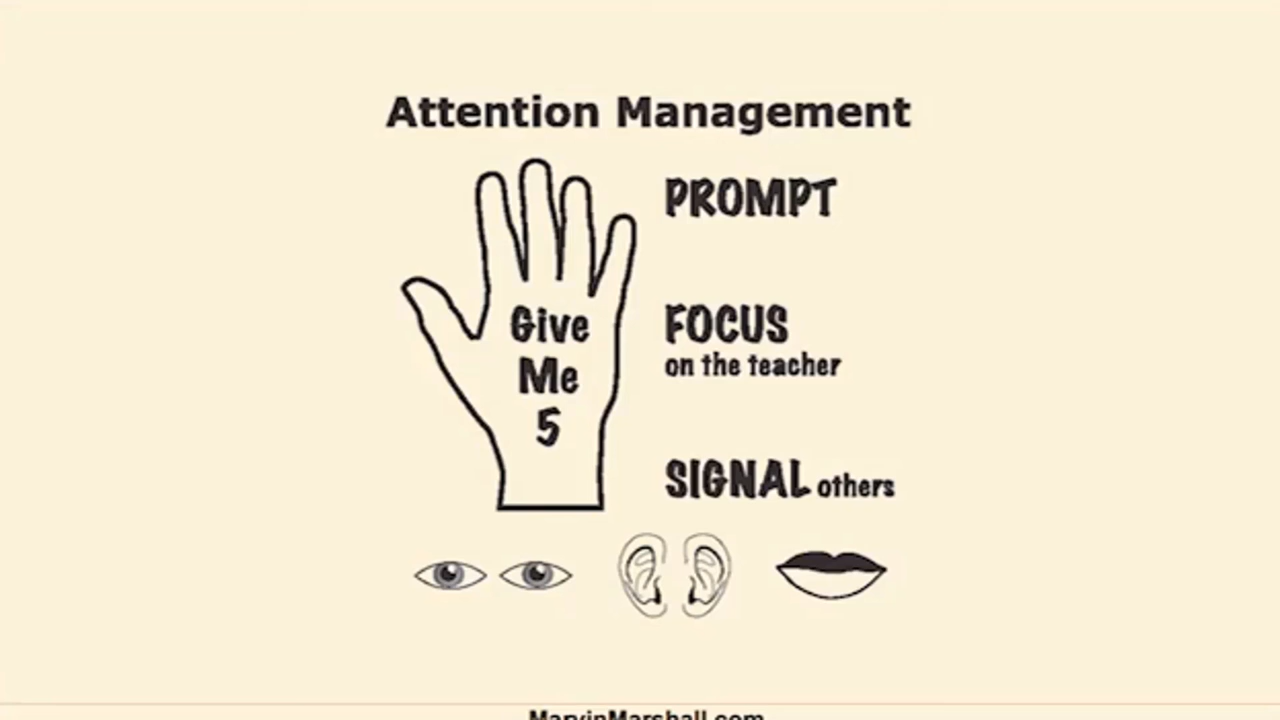 Attention Management
Give
Me
5
PROMPT
FOCUS
on the teacher
SIGNAL others
MarvinMarshall.com